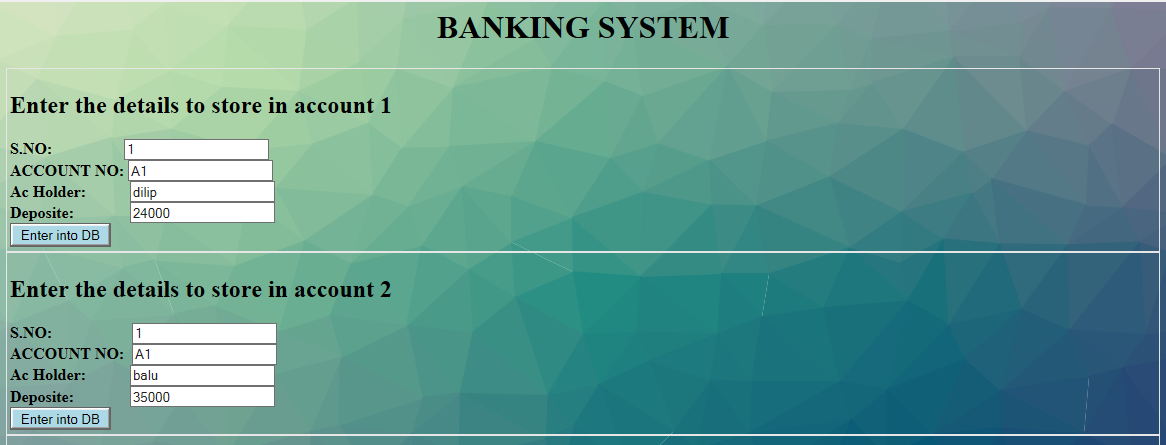 BANKING SYSTEM
Enter the details to store in account 1
S.NO: 1
ACCOUNT NO: A1
Ac Holder: dilip
Deposite: 24000
Enter into DB
Enter the details to store in account 2
S.NO: 1
ACCOUNT NO: A1
Ac Holder: balu
Deposite: 35000
Enter into DB